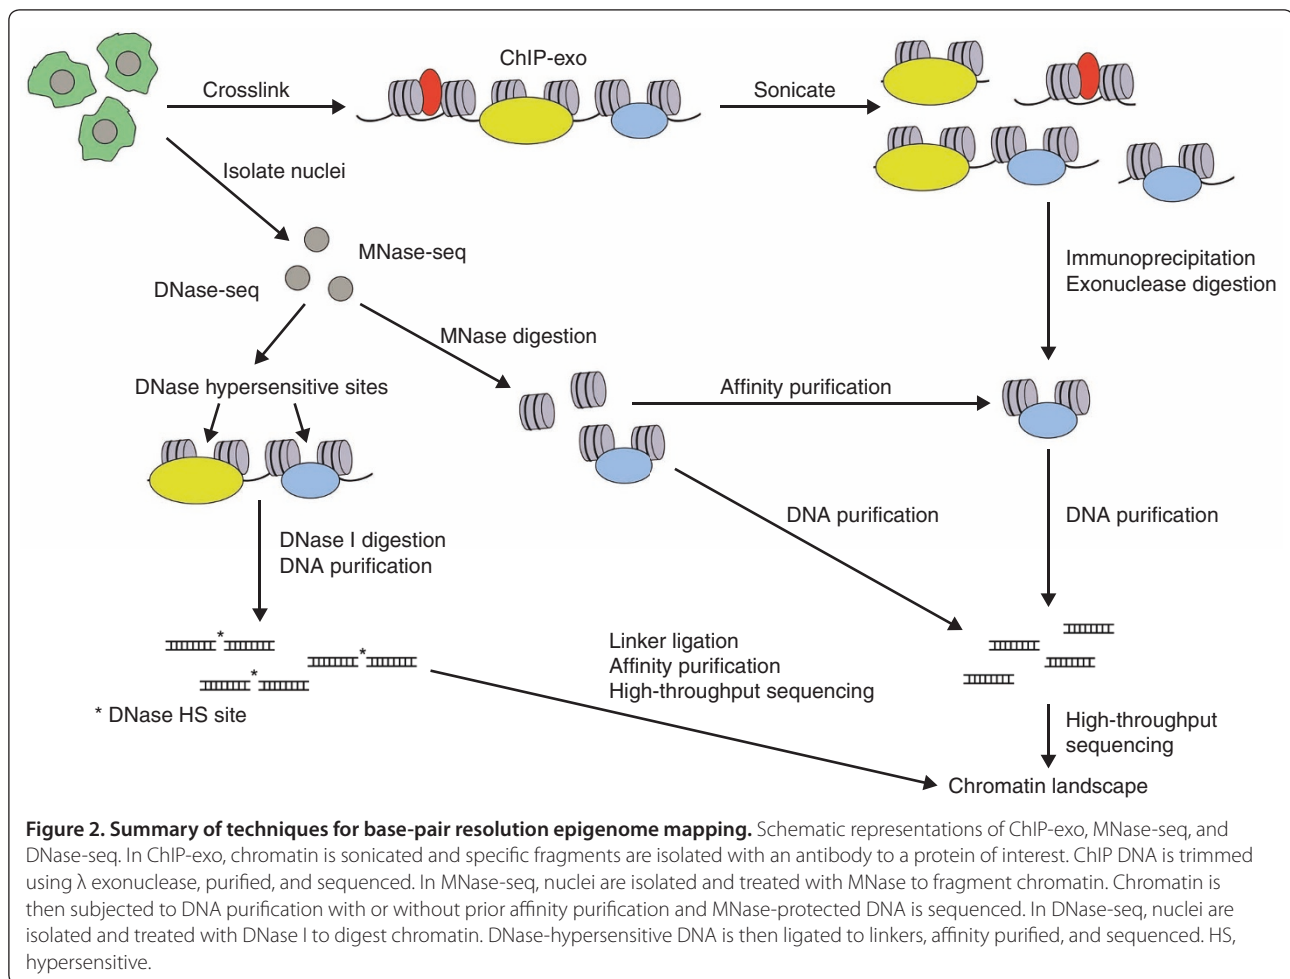 ChIP-exo
Crosslink
Sonicate
Isolate nuclei
MNase-seq
DNase-seq
Immunoprecipitation
Exonuclease digestion
MNase digestion
DNase hypersensitive sites
Affinity purification
DNA purification
DNA purification
DNase I digestion
DNA purification
*
*
*
* DNase HS site
Linker ligation
Affinity purification
High-throughput sequencing
High-throughput
sequencing
Chromatin landscape
Figure 2. Summary of techniques for base-pair resolution epigenome mapping. Schematic representations of ChIP-exo, MNase-seq, and
DNase-seq. In ChIP-exo, chromatin is sonicated and specific fragments are isolated with an antibody to a protein of interest. ChIP DNA is trimmed
using λ exonuclease, purified, and sequenced. In MNase-seq, nuclei are isolated and treated with MNase to fragment chromatin. Chromatin is
then subjected to DNA purification with or without prior affinity purification and MNase-protected DNA is sequenced. In DNase-seq, nuclei are
isolated and treated with DNase I to digest chromatin. DNase-hypersensitive DNA is then ligated to linkers, affinity purified, and sequenced. HS,
hypersensitive.